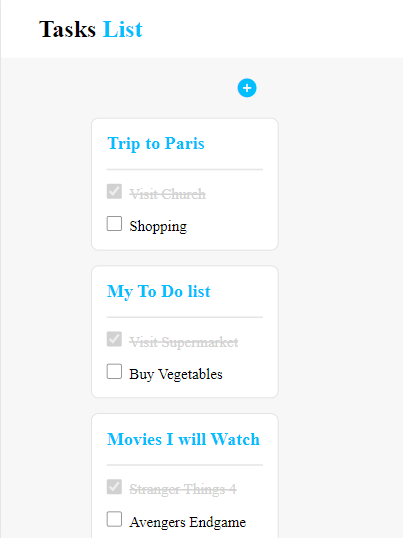 Tasks List
Trip to Paris
Visit Church
Shopping
My To Do list
Visit Supermarket
Buy Vegetables
Movies I will Watch
Stranger Things 4
Avengers Endgame